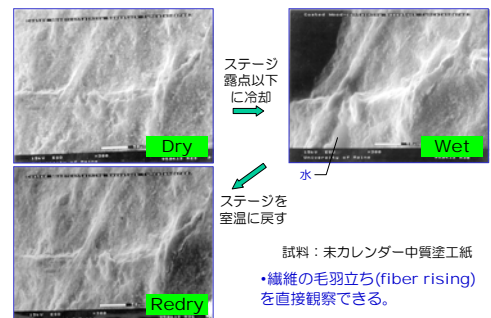 Dry
ステージ
露点以下
に冷却
Wet
水
ステージを
室温に戻す
Redry
試料：未カレンダー中質塗工紙
•繊維の毛羽立ち(fiber rising)
を直接観察できる。